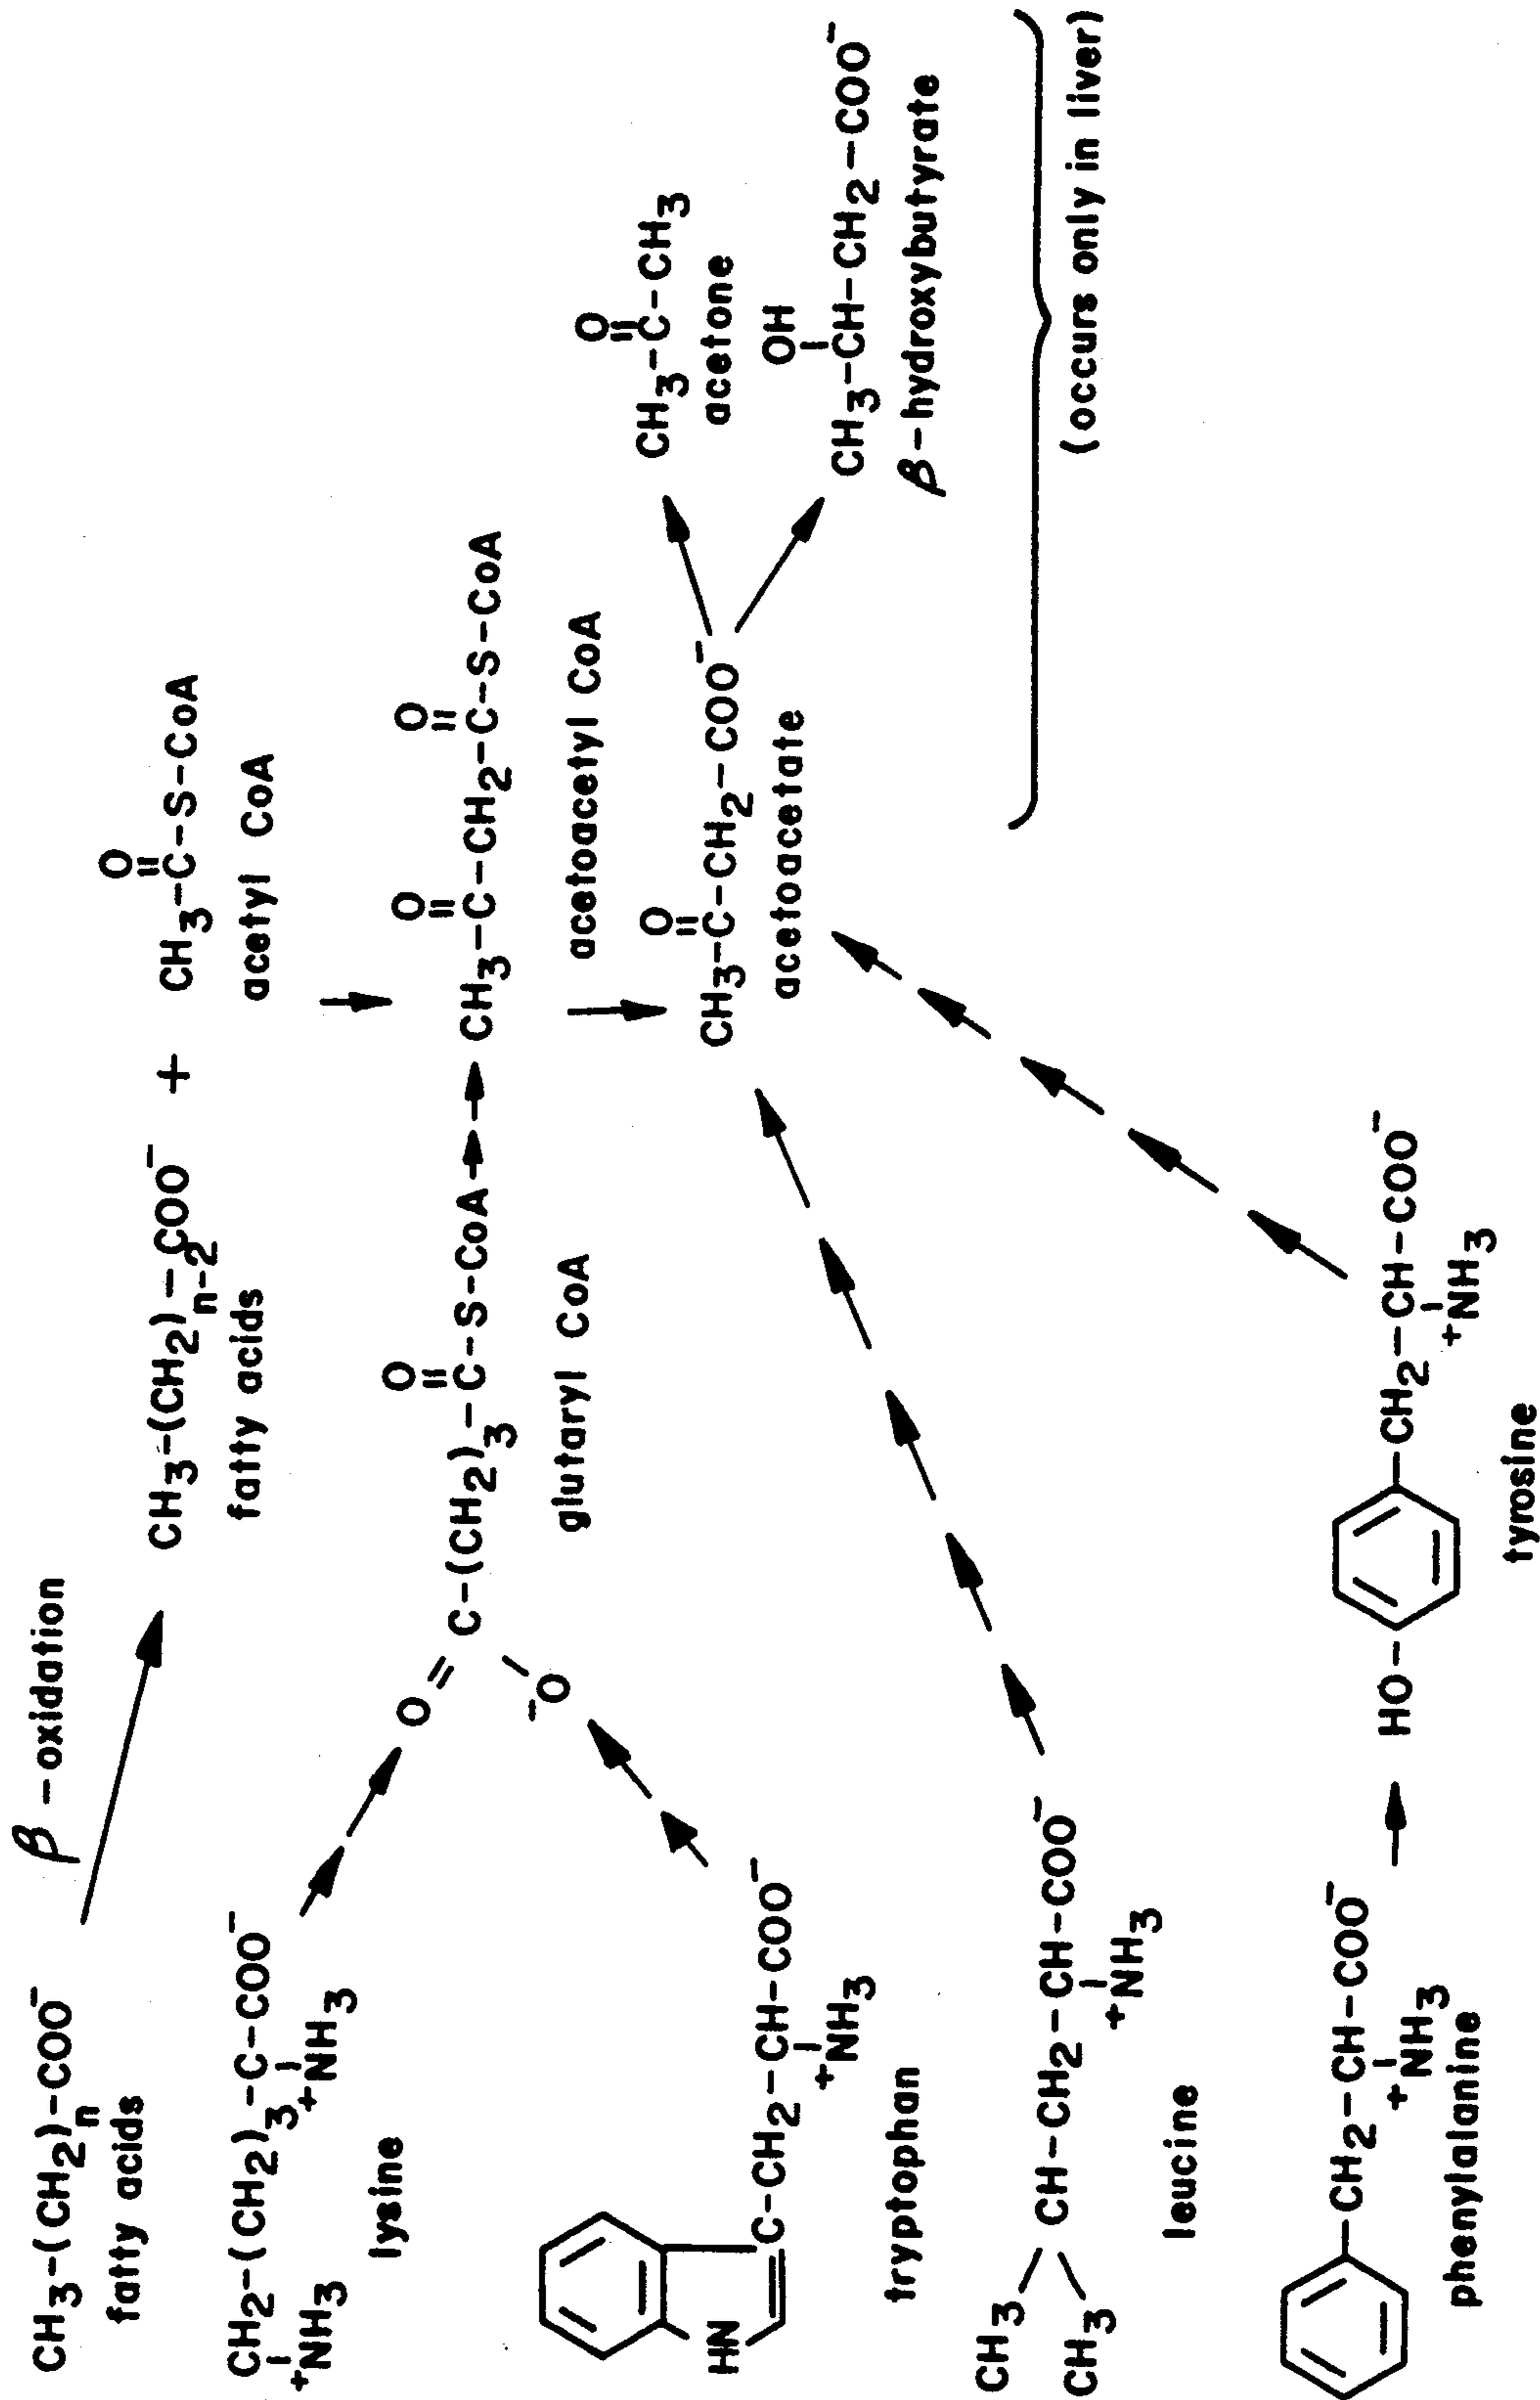 β-oxidation
CH3-(CH2)n-COO⁻
fatty acids
CH3-(CH2)n-2-COO⁻ + CH3-C-S-CoA
O
fatty acids
acetyl CoA
CH2-(CH2)3-C-COO⁻
+NH3 +NH3
lysine
O
O
O
C-(CH2)3-C-S-CoA
⁻O
glutaryl CoA
CH3-C-CH2-C-S-CoA
O
acetoacetyl CoA
HN
C-CH2-CH-COO⁻
+NH3
tryptophan
O
CH3-C-CH2-COO⁻
acetoacetate
O
CH3-C-CH3
acetone
OH
CH3-CH-CH2-COO⁻
β-hydroxybutyrate
(occurs only in liver)
CH3
CH3
CH-CH2-CH-COO⁻
+NH3
leucine
CH2-CH-COO⁻
+NH3
phenylalanine
HO
CH2-CH-COO⁻
+NH3
tyrosine